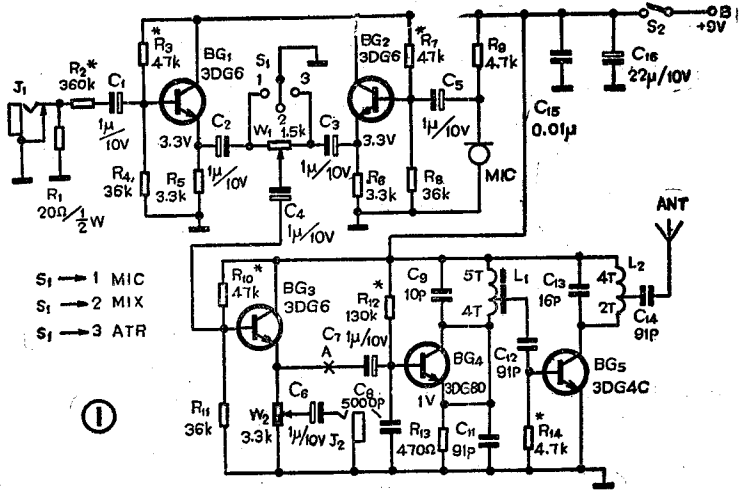 S₂
B
+9V
R₃*
47k
BG₁
3DG6
S₁
1
3
2
BG₂
3DG6
R₇*
47k
R₉
4.7k
C₁₆
22μ/10V
J₁
R₂*
360k
C₁
1μ/10V
3.3V
C₂
1μ/10V
W₁
1.5k
C₃
1μ/10V
3.3V
C₅
1μ/10V
C₁₅
0.01μ
MIC
R₁
20Ω/½W
R₄
36k
R₅
3.3k
C₄
1μ/10V
R₆
3.3k
R₈
36k
S₁→1 MIC
S₁→2 MIX
S₁→3 ATR
R₁₀*
47k
BG₃
3DG6
R₁₂*
130k
C₉
10P
5T
4T
L₁
C₁₃
16P
4T
2T
L₂
ANT
C₁₄
91P
C₇
1μ/10V
A
BG₄
3DG80
1V
C₁₂
91P
BG₅
3DG4C
1
R₁₁
36k
W₂
3.3k
C₆
1μ/10V
J₂
C₈
5000P
R₁₃
470Ω
C₁₁
91P
R₁₄*
4.7k